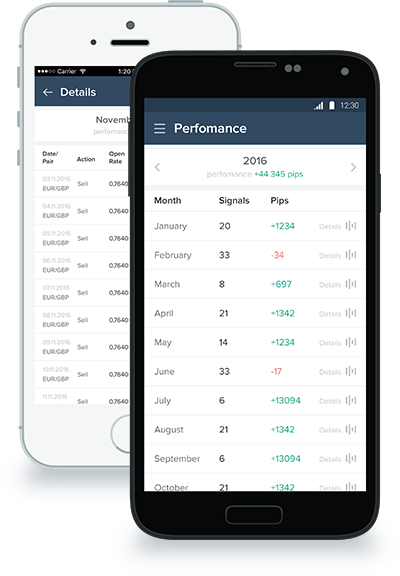 Carrier 1:20
← Details
Novemb
perfomanc
Date/ Pair Action Open Rate
03.11.2016
EUR/GBP Sell 0,7640
04.11.2016
EUR/GBP Sell 0,7640
05.11.2016
EUR/GBP Sell 0,7640
06.11.2016
EUR/GBP Sell 0,7640
07.11.2016
EUR/GBP Sell 0,7640
08.11.2016
EUR/GBP Sell 0,7640
09.11.2016
EUR/GBP Sell 0,7640
10.11.2016
EUR/GBP Sell 0,7640
11.11.2016
Sell 0,7640
12:30
Perfomance
2016
perfomance +44 345 pips
Month Signals Pips
January 20 +1234 Details
February 33 -34 Details
March 8 +697 Details
April 21 +1342 Details
May 14 +1234 Details
June 33 -17 Details
July 6 +13094 Details
August 21 +1342 Details
September 6 +13094 Details
October 21 +1342 Details